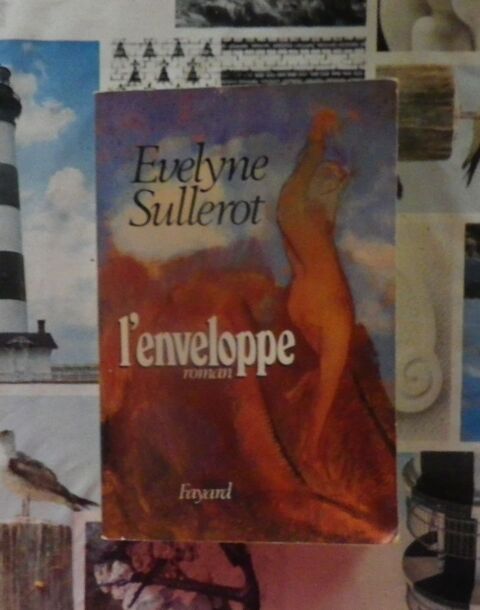 Evelyne
Sullerot
l'enveloppe
roman
Fayard